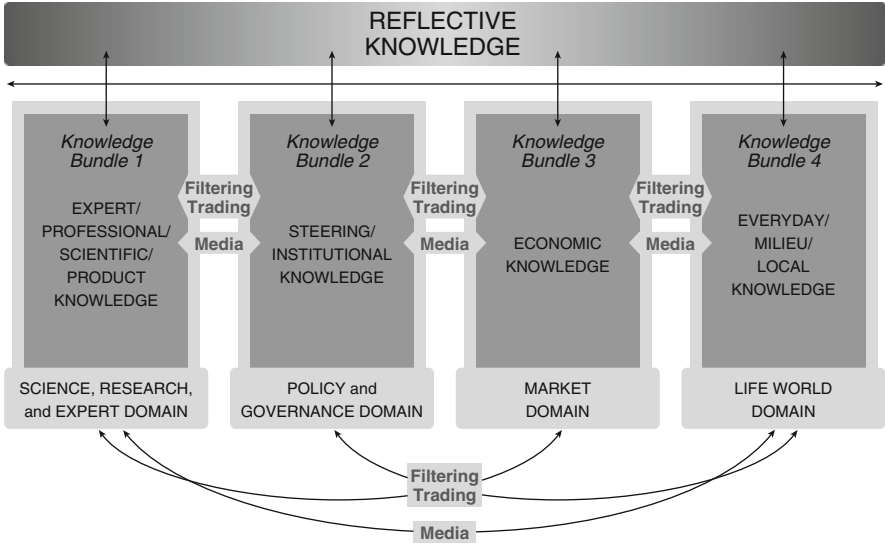 REFLECTIVE
KNOWLEDGE
Knowledge
Bundle 1
EXPERT/
PROFESSIONAL/
SCIENTIFIC/
PRODUCT
KNOWLEDGE
SCIENCE, RESEARCH,
and EXPERT DOMAIN
Filtering
Trading
Media
Knowledge
Bundle 2
STEERING/
INSTITUTIONAL
KNOWLEDGE
POLICY and
GOVERNANCE DOMAIN
Filtering
Trading
Media
Knowledge
Bundle 3
ECONOMIC
KNOWLEDGE
MARKET
DOMAIN
Filtering
Trading
Media
Knowledge
Bundle 4
EVERYDAY/
MILIEU/
LOCAL
KNOWLEDGE
LIFE WORLD
DOMAIN
Filtering
Trading
Media